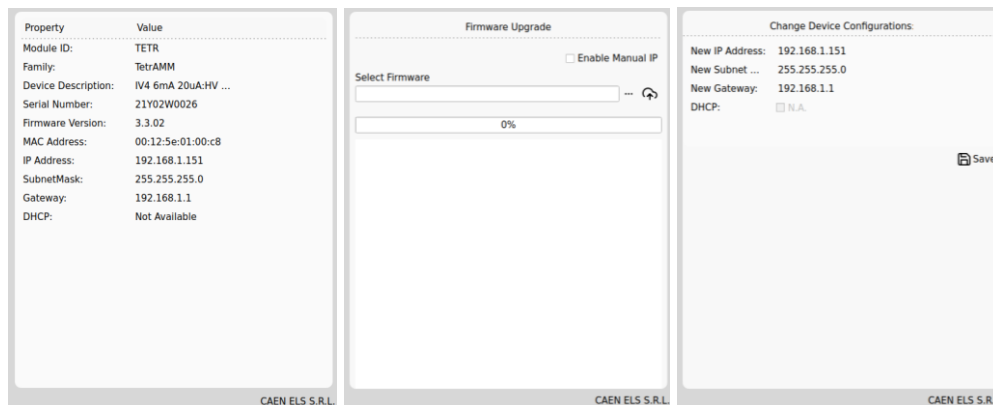 Property Value
Module ID: TETR
Family: TetrAMM
Device Description: IV4 6mA 20uA:HV ...
Serial Number: 21Y02W0026
Firmware Version: 3.3.02
MAC Address: 00:12:5e:01:00:c8
IP Address: 192.168.1.151
SubnetMask: 255.255.255.0
Gateway: 192.168.1.1
DHCP: Not Available
CAEN ELS S.R.L.
Firmware Upgrade
Enable Manual IP
Select Firmware
...
0%
CAEN ELS S.R.L.
Change Device Configurations:
New IP Address: 192.168.1.151
New Subnet ... 255.255.255.0
New Gateway: 192.168.1.1
DHCP: N.A.
Save
CAEN ELS S.R